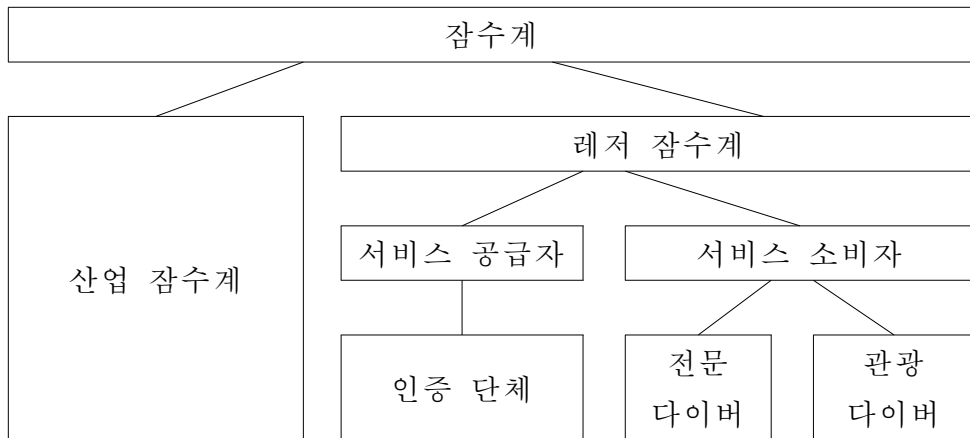 잠수계
레저 잠수계
산업 잠수계
서비스 공급자
서비스 소비자
인증 단체
전문
다이버
관광
다이버